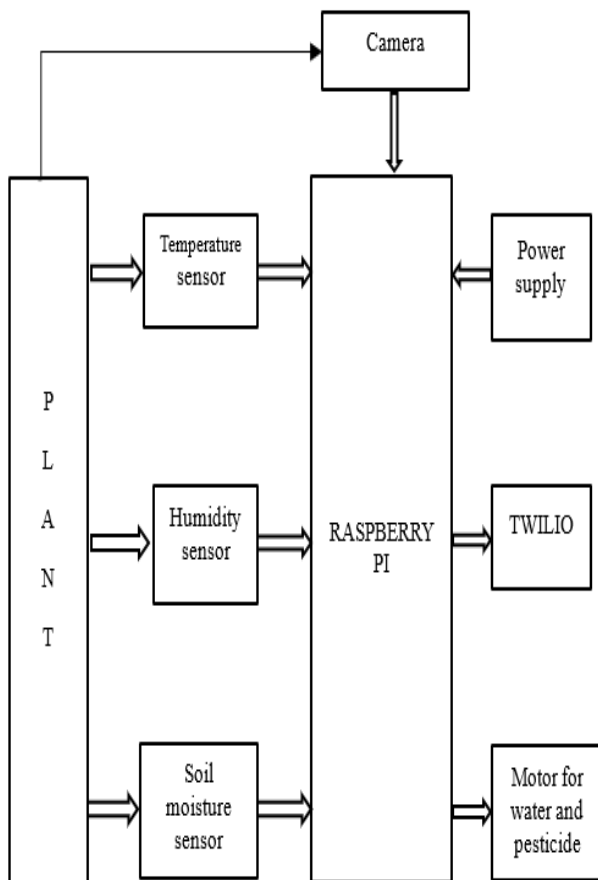 Camera
Temperature
sensor
Power
supply
P
L
A
N
T
Humidity
sensor
RASPBERRY
PI
TWILIO
Soil
moisture
sensor
Motor for
water and
pesticide